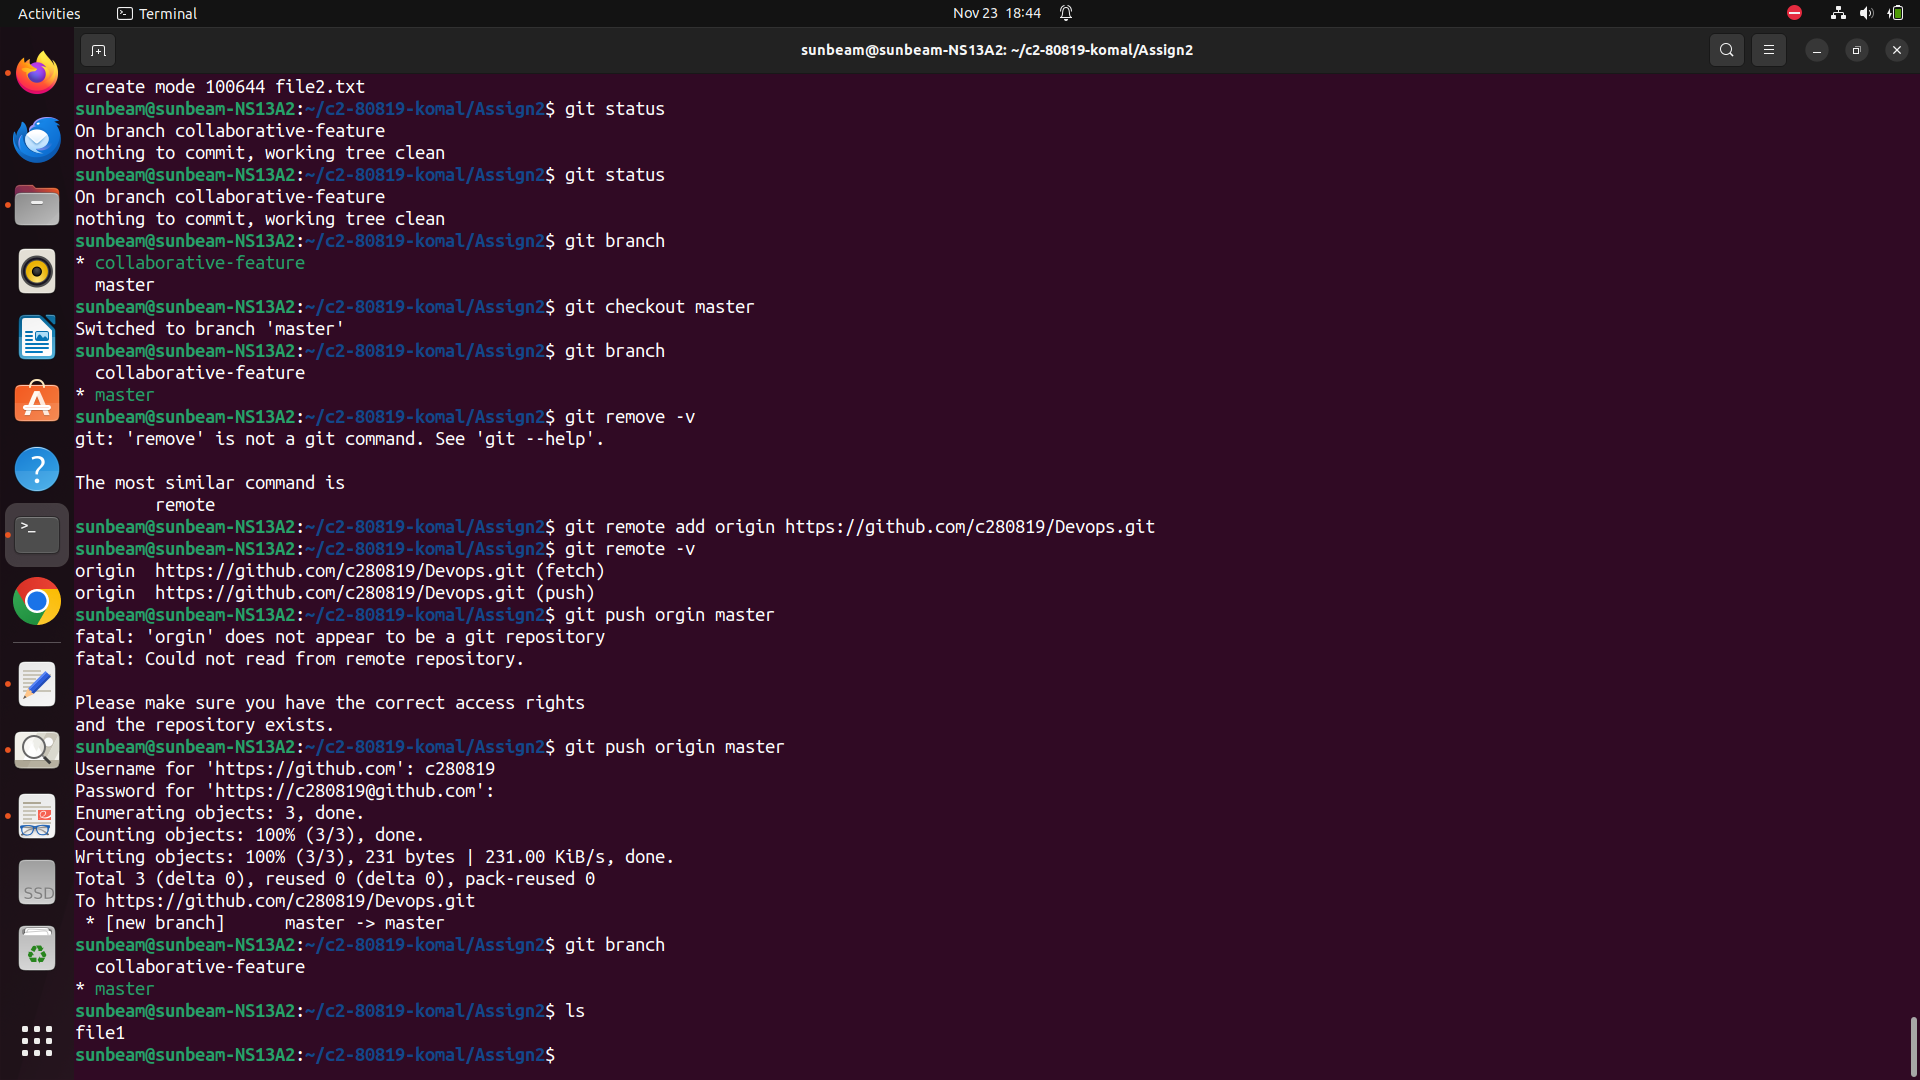 Activities
Terminal
Nov 23 18:44
sunbeam@sunbeam-NS13A2: ~/c2-80819-komal/Assign2
 create mode 100644 file2.txt
sunbeam@sunbeam-NS13A2:~/c2-80819-komal/Assign2$ git status
On branch collaborative-feature
nothing to commit, working tree clean
sunbeam@sunbeam-NS13A2:~/c2-80819-komal/Assign2$ git status
On branch collaborative-feature
nothing to commit, working tree clean
sunbeam@sunbeam-NS13A2:~/c2-80819-komal/Assign2$ git branch
* collaborative-feature
  master
sunbeam@sunbeam-NS13A2:~/c2-80819-komal/Assign2$ git checkout master
Switched to branch 'master'
sunbeam@sunbeam-NS13A2:~/c2-80819-komal/Assign2$ git branch
  collaborative-feature
* master
sunbeam@sunbeam-NS13A2:~/c2-80819-komal/Assign2$ git remove -v
git: 'remove' is not a git command. See 'git --help'.

The most similar command is
        remote
sunbeam@sunbeam-NS13A2:~/c2-80819-komal/Assign2$ git remote add origin https://github.com/c280819/Devops.git
sunbeam@sunbeam-NS13A2:~/c2-80819-komal/Assign2$ git remote -v
origin  https://github.com/c280819/Devops.git (fetch)
origin  https://github.com/c280819/Devops.git (push)
sunbeam@sunbeam-NS13A2:~/c2-80819-komal/Assign2$ git push orgin master
fatal: 'orgin' does not appear to be a git repository
fatal: Could not read from remote repository.

Please make sure you have the correct access rights
and the repository exists.
sunbeam@sunbeam-NS13A2:~/c2-80819-komal/Assign2$ git push origin master
Username for 'https://github.com': c280819
Password for 'https://c280819@github.com':
Enumerating objects: 3, done.
Counting objects: 100% (3/3), done.
Writing objects: 100% (3/3), 231 bytes | 231.00 KiB/s, done.
Total 3 (delta 0), reused 0 (delta 0), pack-reused 0
To https://github.com/c280819/Devops.git
 * [new branch]      master -> master
sunbeam@sunbeam-NS13A2:~/c2-80819-komal/Assign2$ git branch
  collaborative-feature
* master
sunbeam@sunbeam-NS13A2:~/c2-80819-komal/Assign2$ ls
file1
sunbeam@sunbeam-NS13A2:~/c2-80819-komal/Assign2$
SSD